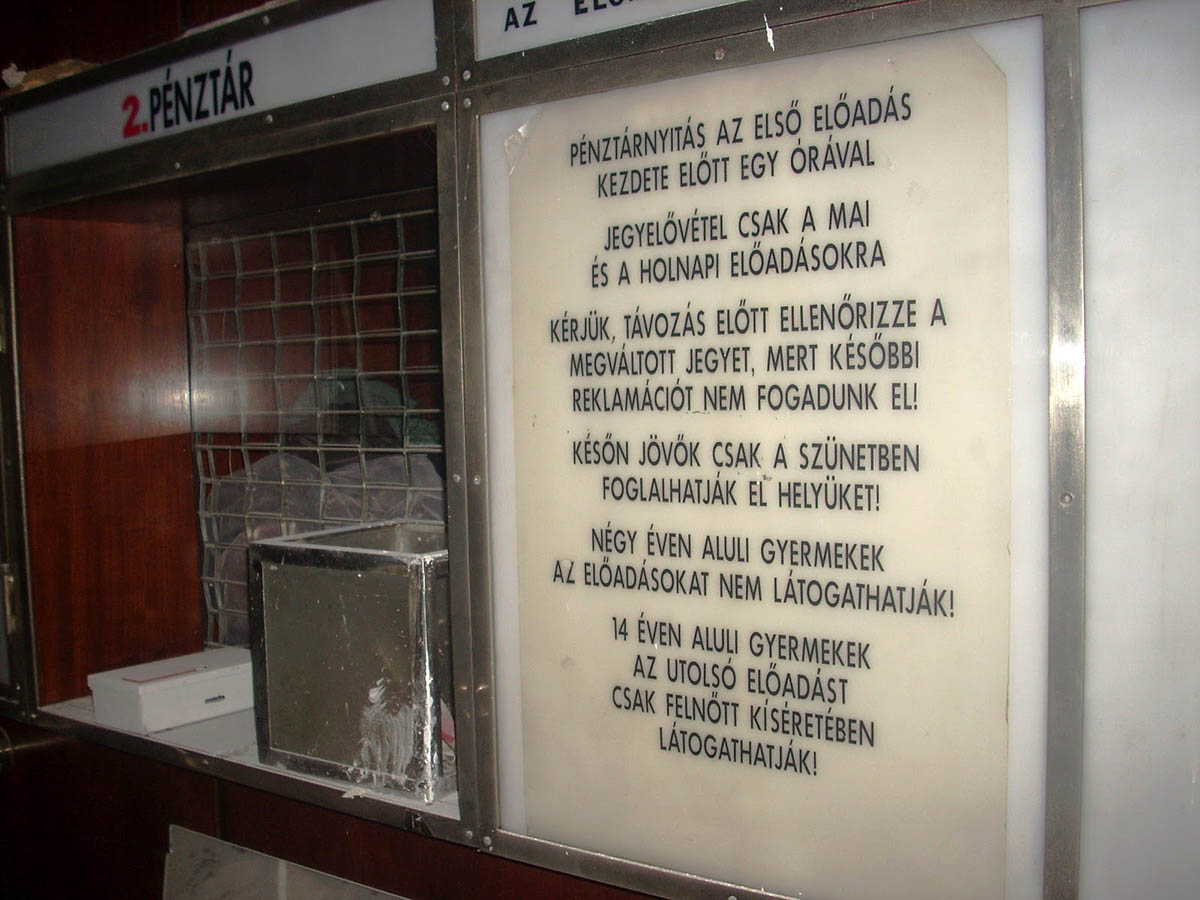 2. PÉNZTÁR
AZ
PÉNZTÁRNYITÁS AZ ELSŐ ELŐADÁS
KEZDETE ELŐTT EGY ÓRÁVAL
JEGYELŐVÉTEL CSAK A MAI
ÉS A HOLNAPI ELŐADÁSOKRA
KÉRJÜK, TÁVOZÁS ELŐTT ELLENŐRIZZE A
MEGVÁLTOTT JEGYET, MERT KÉSŐBBI
REKLAMÁCIÓT NEM FOGADUNK EL!
KÉSŐN JÖVŐK CSAK A SZÜNETBEN
FOGLALHATJÁK EL HELYÜKET!
NÉGY ÉVEN ALULI GYERMEKEK
AZ ELŐADÁSOKAT NEM LÁTOGATHATJÁK!
14 ÉVEN ALULI GYERMEKEK
AZ UTOLSÓ ELŐADÁST
CSAK FELNŐTT KÍSÉRETÉBEN
LÁTOGATHATJÁK!